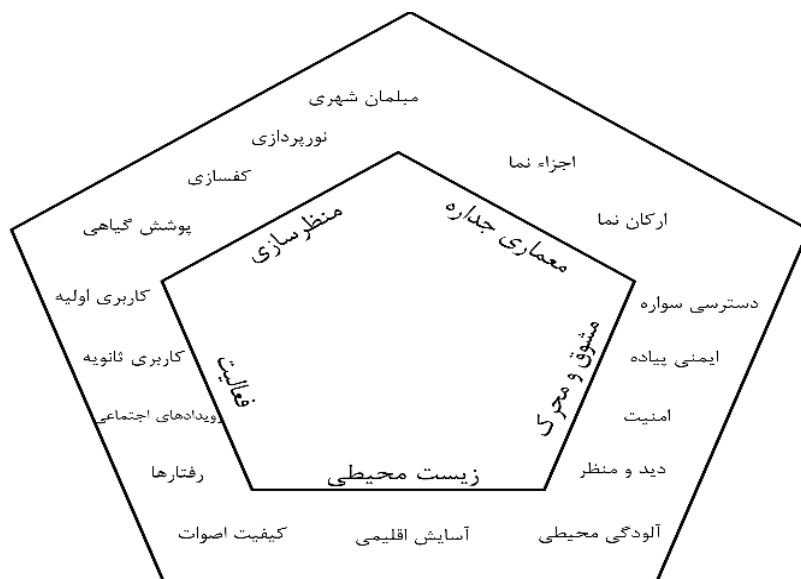 مبلمان شهری
نورپردازی
کفسازی
پوشش گیاهی
اجزاء نما
ارکان نما
منظرسازی
معماری جداره
کاربری اولیه
کاربری ثانویه
رویدادهای اجتماعی
رفتارها
فعالیت
دسترسی سواره
ایمنی پیاده
امنیت
دید و منظر
مشوق و محرک
زیست محیطی
آلودگی محیطی
آسایش اقلیمی
کیفیت اصوات